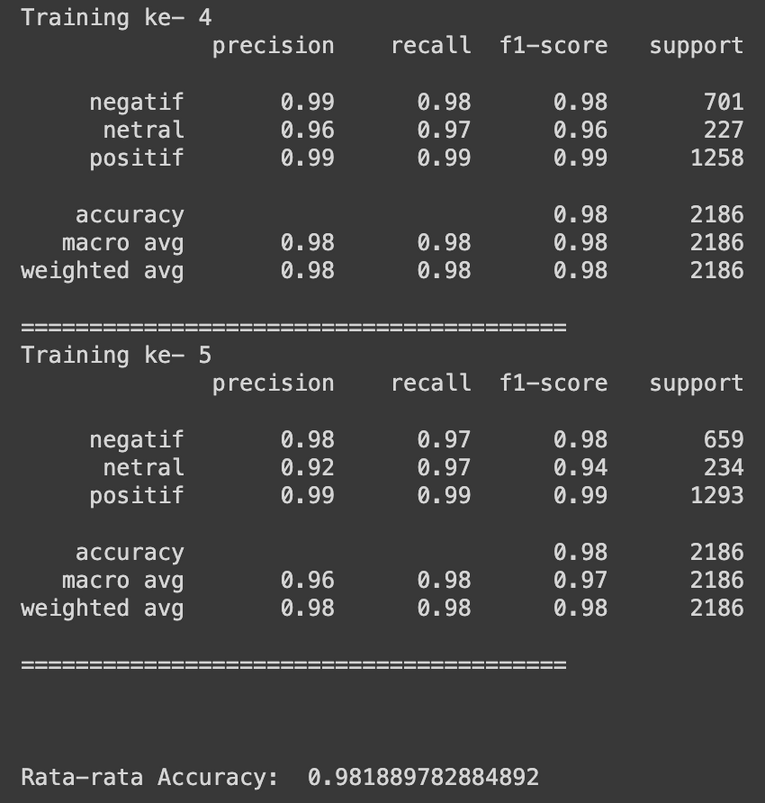 Training ke- 4
precision recall f1-score support
negatif 0.99 0.98 0.98 701
netral 0.96 0.97 0.96 227
positif 0.99 0.99 0.99 1258
accuracy 0.98 2186
macro avg 0.98 0.98 0.98 2186
weighted avg 0.98 0.98 0.98 2186
========================================
Training ke- 5
precision recall f1-score support
negatif 0.98 0.97 0.98 659
netral 0.92 0.97 0.94 234
positif 0.99 0.99 0.99 1293
accuracy 0.98 2186
macro avg 0.96 0.98 0.97 2186
weighted avg 0.98 0.98 0.98 2186
========================================
Rata-rata Accuracy: 0.981889782884892